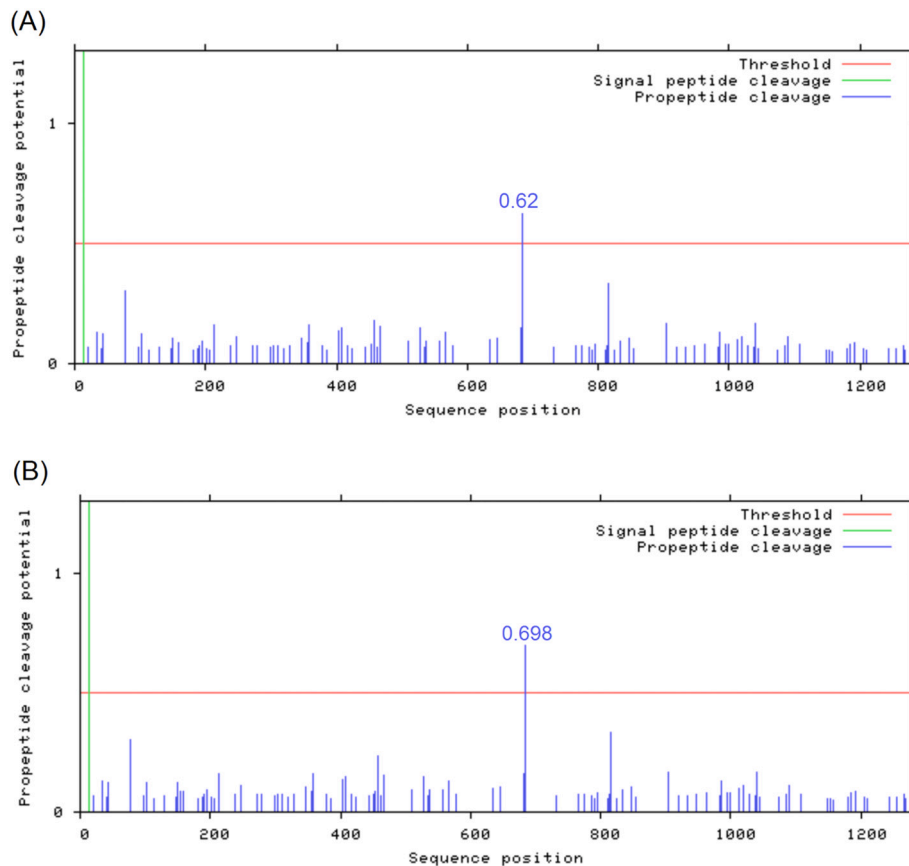 (A)
Propeptide cleavage potential
Threshold
Signal peptide cleavage
Propeptide cleavage
1
0.62
0
0 200 400 600 800 1000 1200
Sequence position
(B)
Propeptide cleavage potential
Threshold
Signal peptide cleavage
Propeptide cleavage
1
0.698
0
0 200 400 600 800 1000 1200
Sequence position